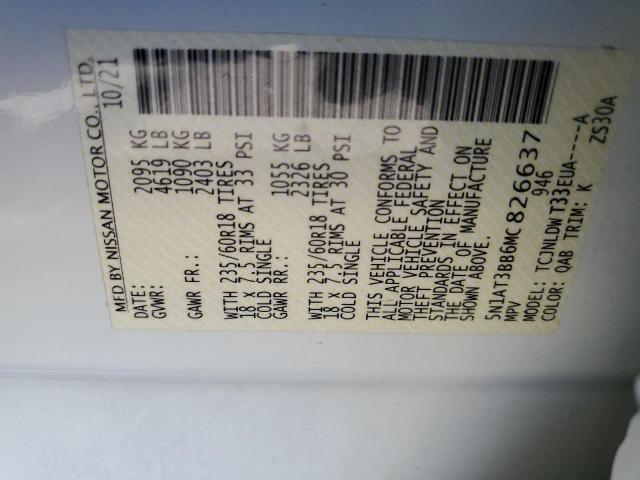 MFD BY NISSAN MOTOR CO., LTD.
DATE: 10/21
GVWR: 2095 KG
4619 LB
GAWR FR.: 1090 KG
2403 LB
WITH 235/60R18 TIRES
18 X 7.5 RIMS AT 33 PSI
COLD SINGLE
GAWR RR.: 1055 KG
2326 LB
WITH 235/60R18 TIRES
18 X 7.5 RIMS AT 30 PSI
COLD SINGLE
THIS VEHICLE CONFORMS TO
ALL APPLICABLE FEDERAL
MOTOR VEHICLE SAFETY AND
THEFT PREVENTION
STANDARDS IN EFFECT ON
THE DATE OF MANUFACTURE
SHOWN ABOVE.
5N1AT3BB6MC826637
MPV 946
MODEL: TCJNLDWT33EUA-----A
COLOR: QAB TRIM: K ZS30A